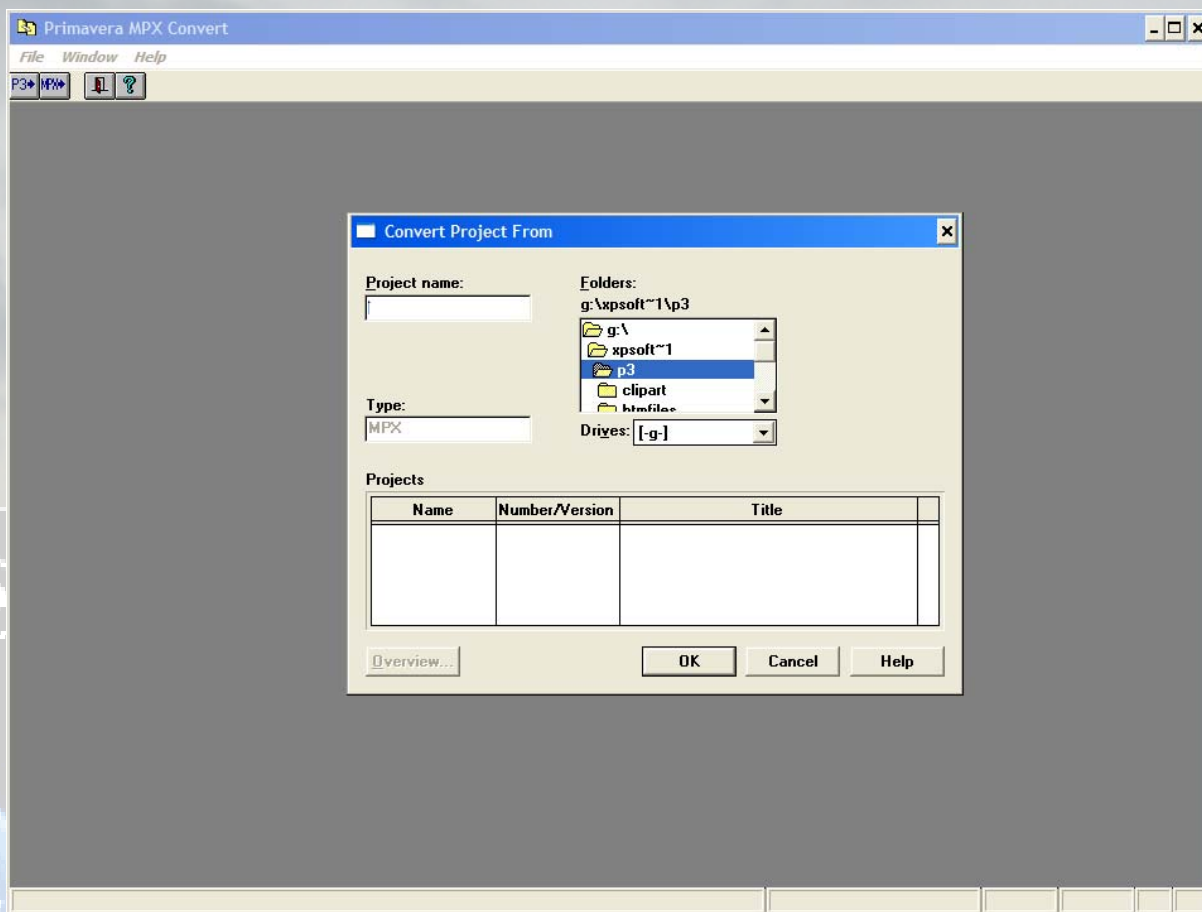 Primavera MPX Convert
File Window Help
P3 MPX ?
Convert Project From
Project name:
Folders:
g:\xpsoft~1\p3
g:\
xpsoft~1
p3
clipart
htmfiles
Type:
MPX
Drives: [-g-]
Projects
Name Number/Version Title
Overview... OK Cancel Help